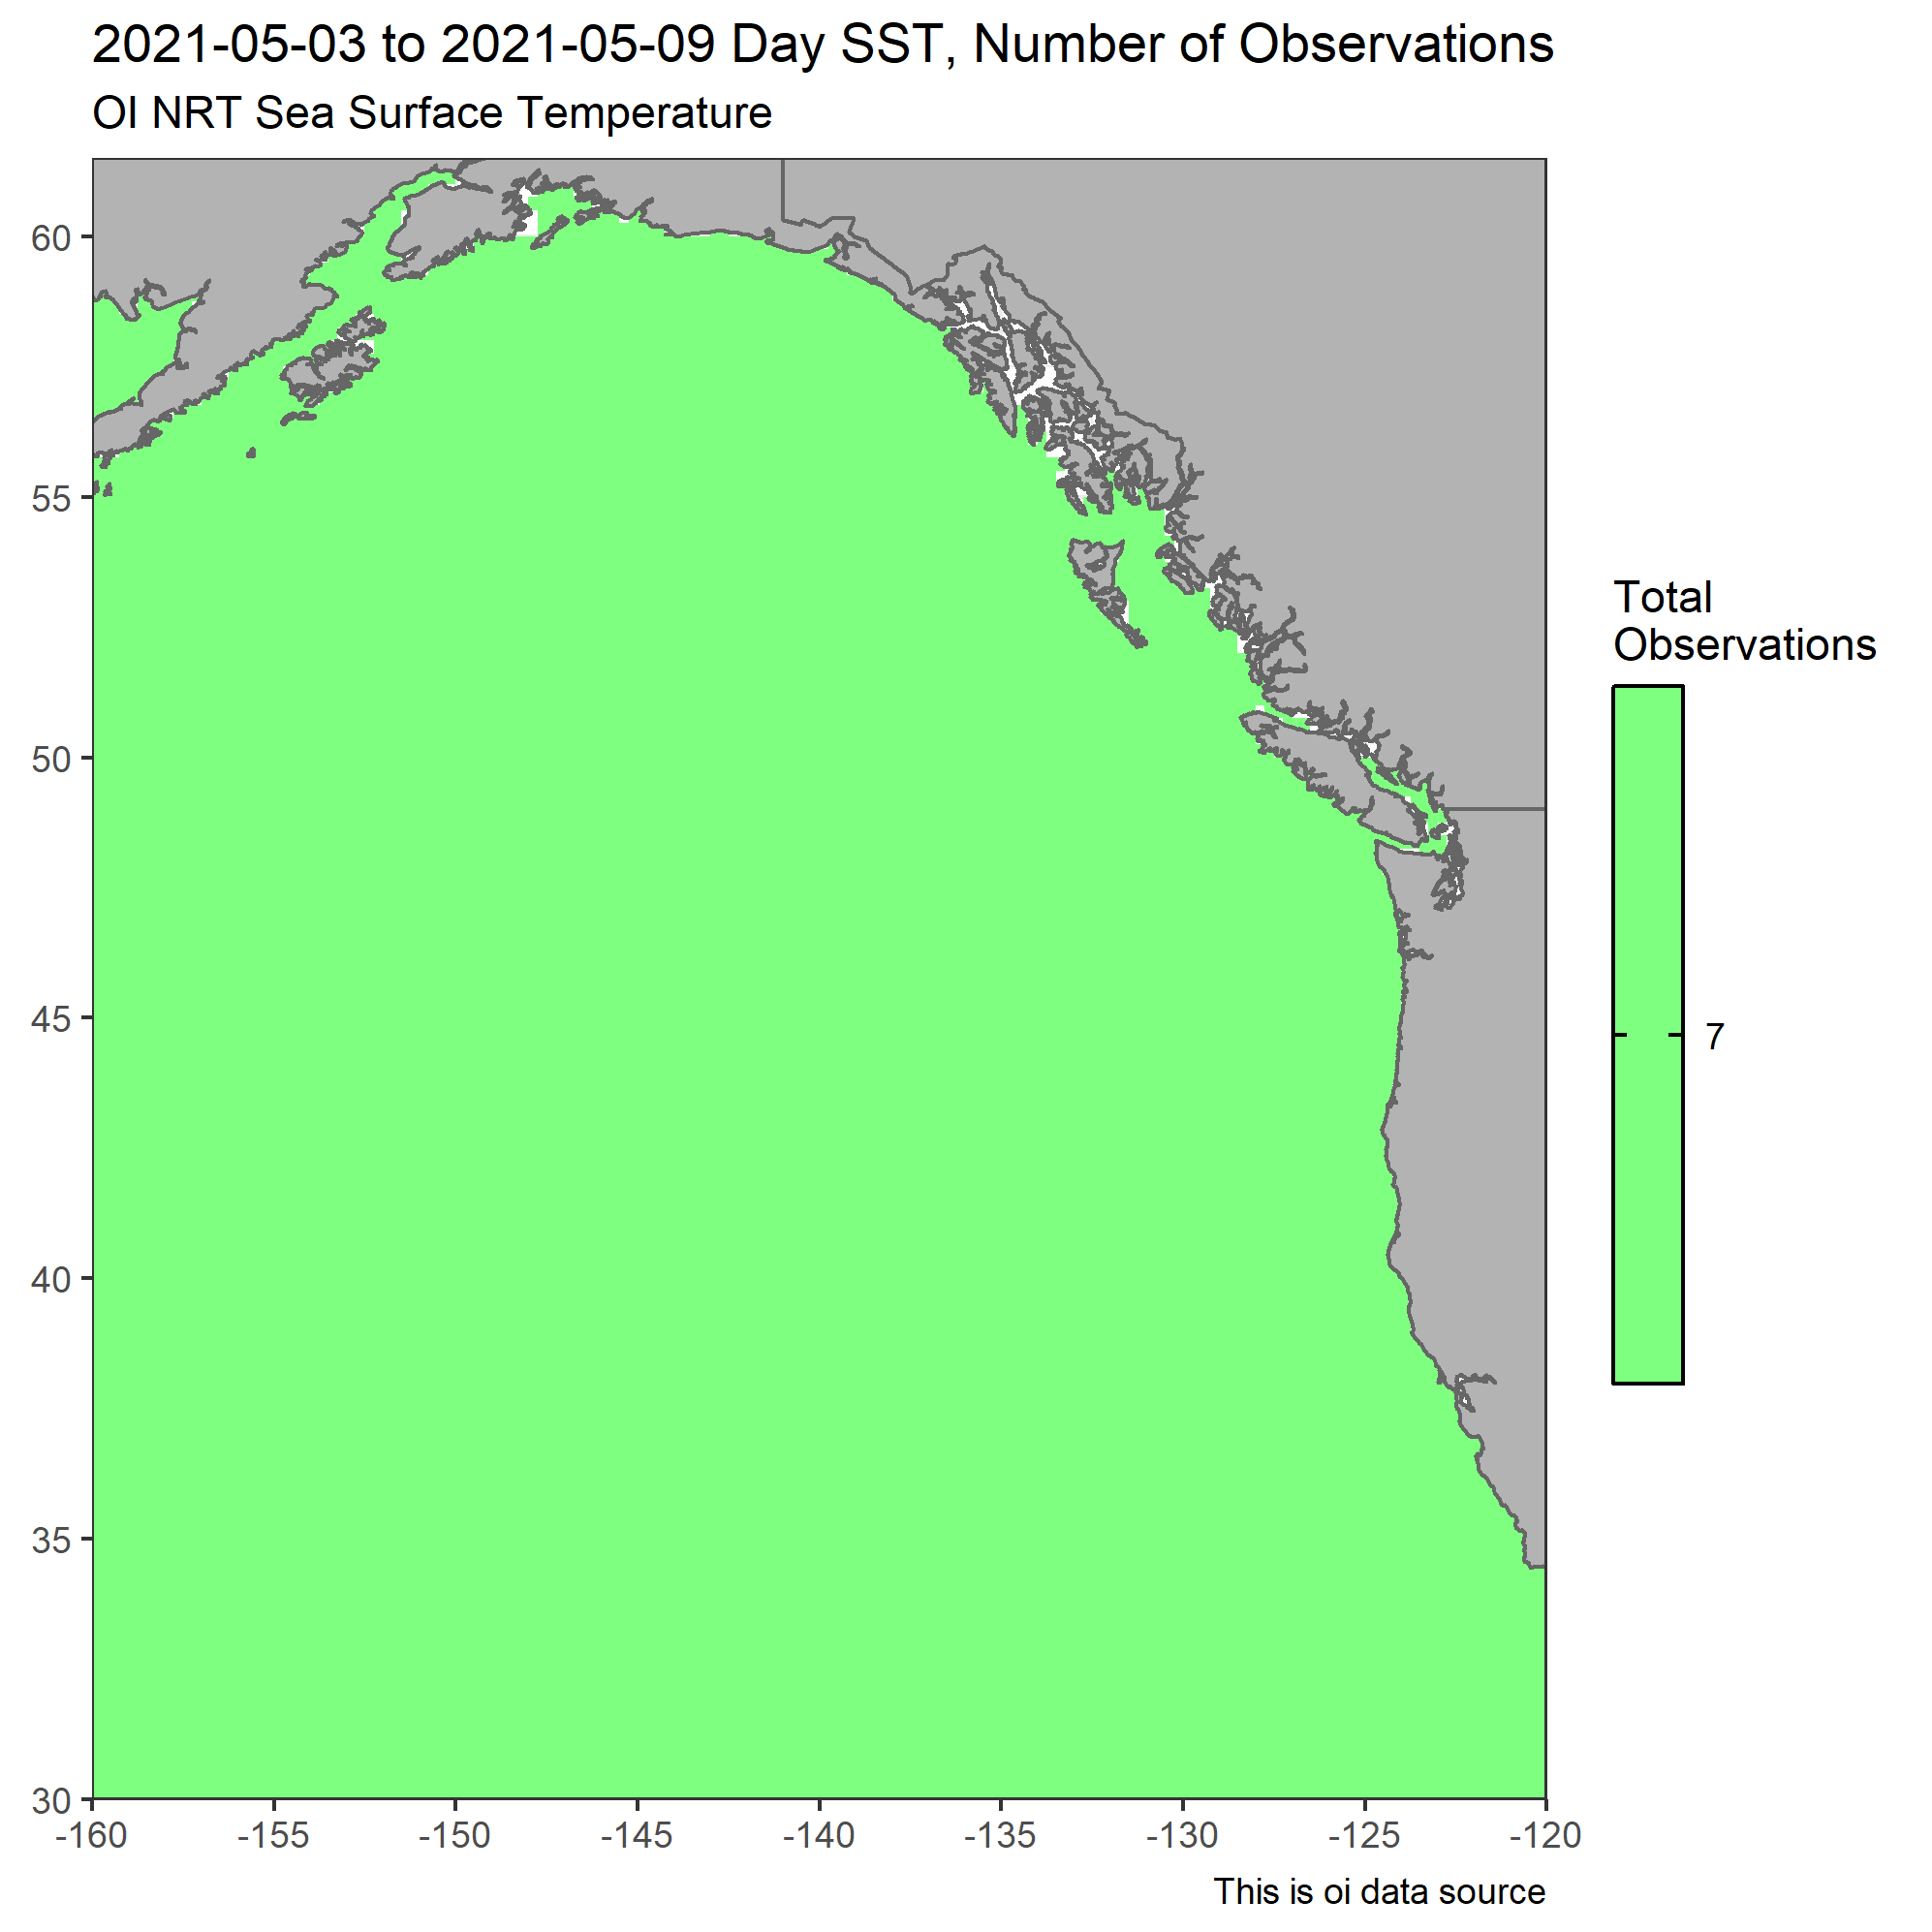 2021-05-03 to 2021-05-09 Day SST, Number of Observations
OI NRT Sea Surface Temperature
60
55
50
45
40
35
30
-160 -155 -150 -145 -140 -135 -130 -125 -120
Total
Observations
7
This is oi data source